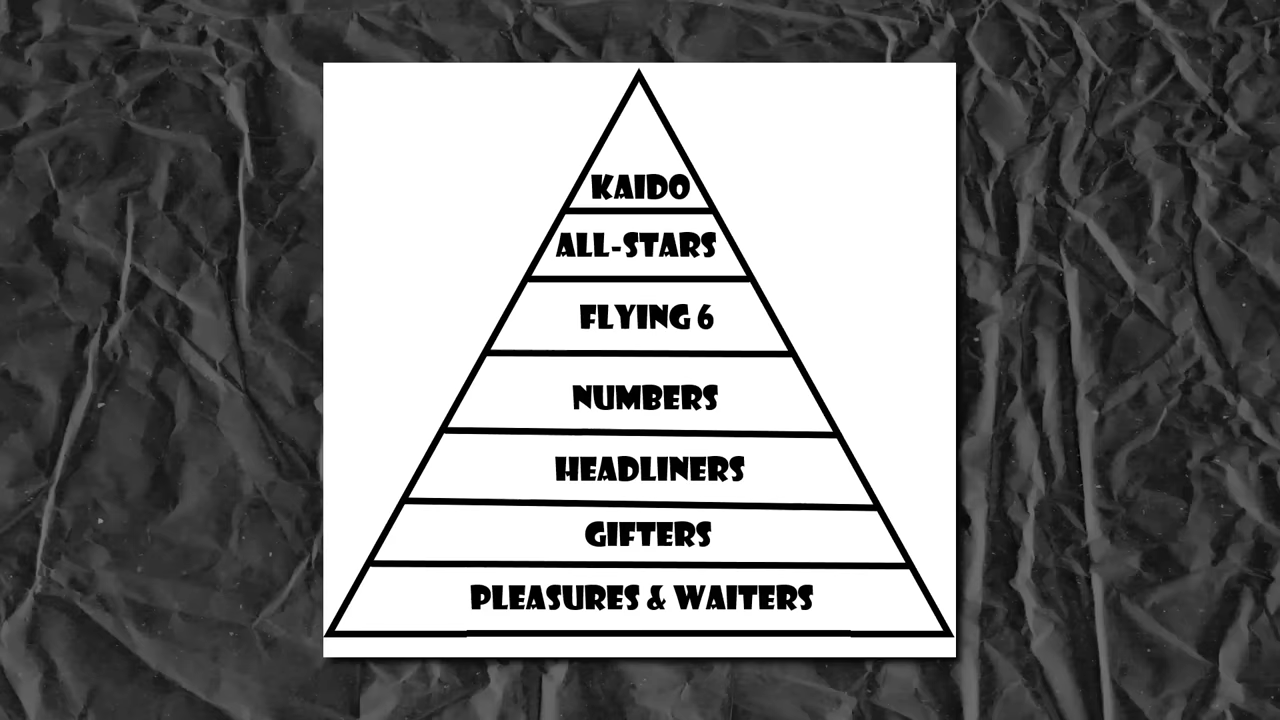 KAIDO
ALL-STARS
FLYING 6
NUMBERS
HEADLINERS
GIFTERS
PLEASURES & WAITERS